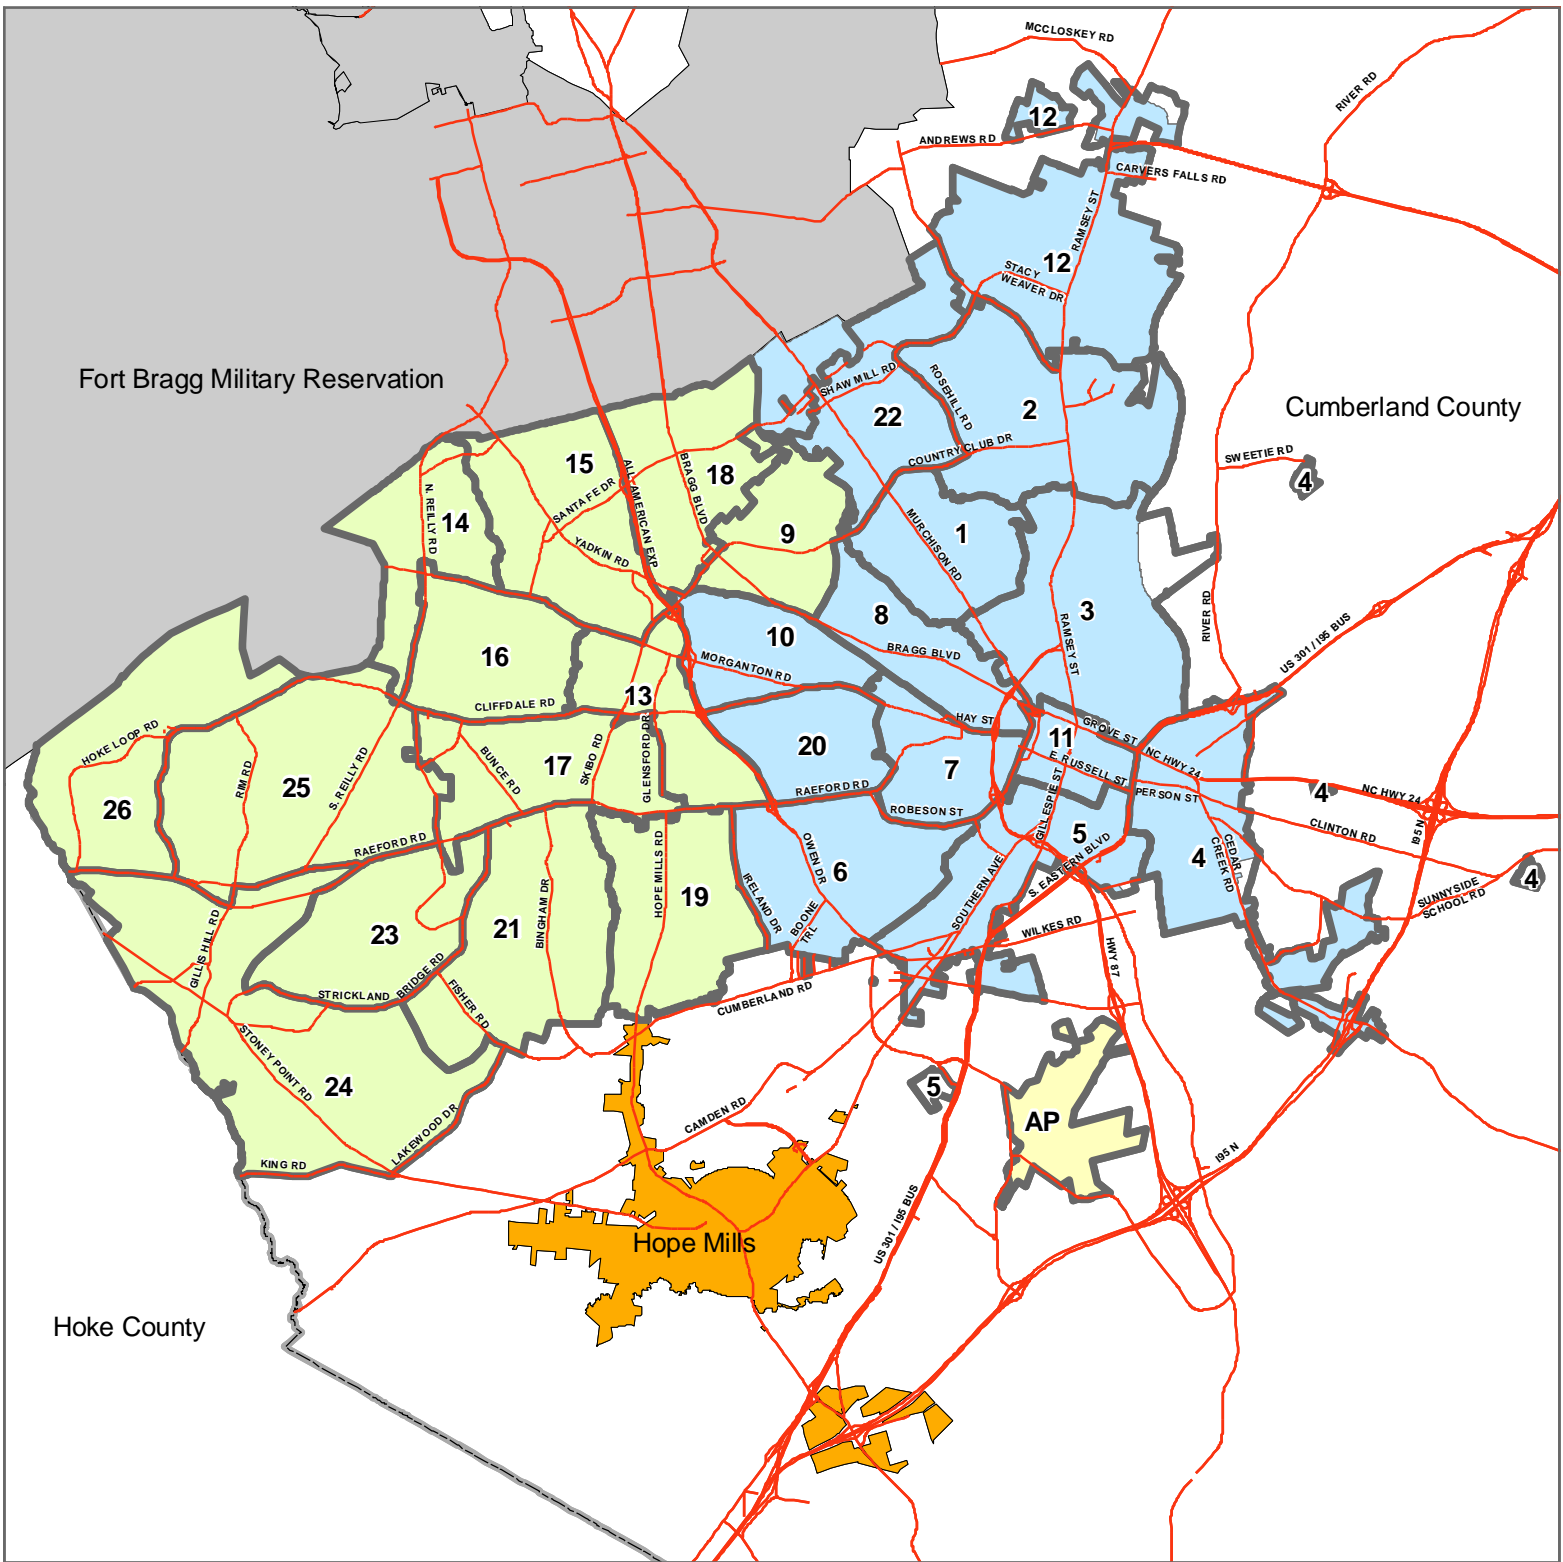 MCCLOSKEY RD
RIVER RD
12
ANDREWS RD
CARVERS FALLS RD
RAMSEY ST
12
STACY
WEAVER DR
Fort Bragg Military Reservation
SHAW MILL RD
ROSEHILL RD
22
2
Cumberland County
COUNTRY CLUB DR
SWEETIE RD
4
15
18
ALL AMERICAN EXP
BRAGG BLVD
N. REILLY RD
SANTA FE DR
14
9
1
MURCHISON RD
YADKIN RD
8
3
RIVER RD
RAMSEY ST
US 301 / I95 BUS
10
BRAGG BLVD
16
MORGANTON RD
13
CLIFFDALE RD
HAY ST
GROVE ST
HOKE LOOP RD
11
NC HWY 24
20
E. RUSSELL ST
SKIBO RD
GLENSFORD DR
BUNCE RD
17
7
25
RIM RD
S. REILLY RD
PERSON ST
4
NC HWY 24
RAEFORD RD
26
ROBESON ST
GILLESPIE ST
CLINTON RD
I95 N
5
RAEFORD RD
OWEN DR
S. EASTERN BLVD
CEDAR
CREEK RD
4
4
6
HOPE MILLS RD
19
IRELAND DR
SOUTHERN AVE
SUNNYSIDE
SCHOOL RD
BOONE
TRL
WILKES RD
23
21
BINGHAM DR
GILLIS HILL RD
HWY 87
STRICKLAND
BRIDGE RD
FISHER RD
CUMBERLAND RD
STONEY POINT RD
24
5
AP
CAMDEN RD
LAKEWOOD DR
KING RD
I95 N
US 301 / I95 BUS
Hope Mills
Hoke County